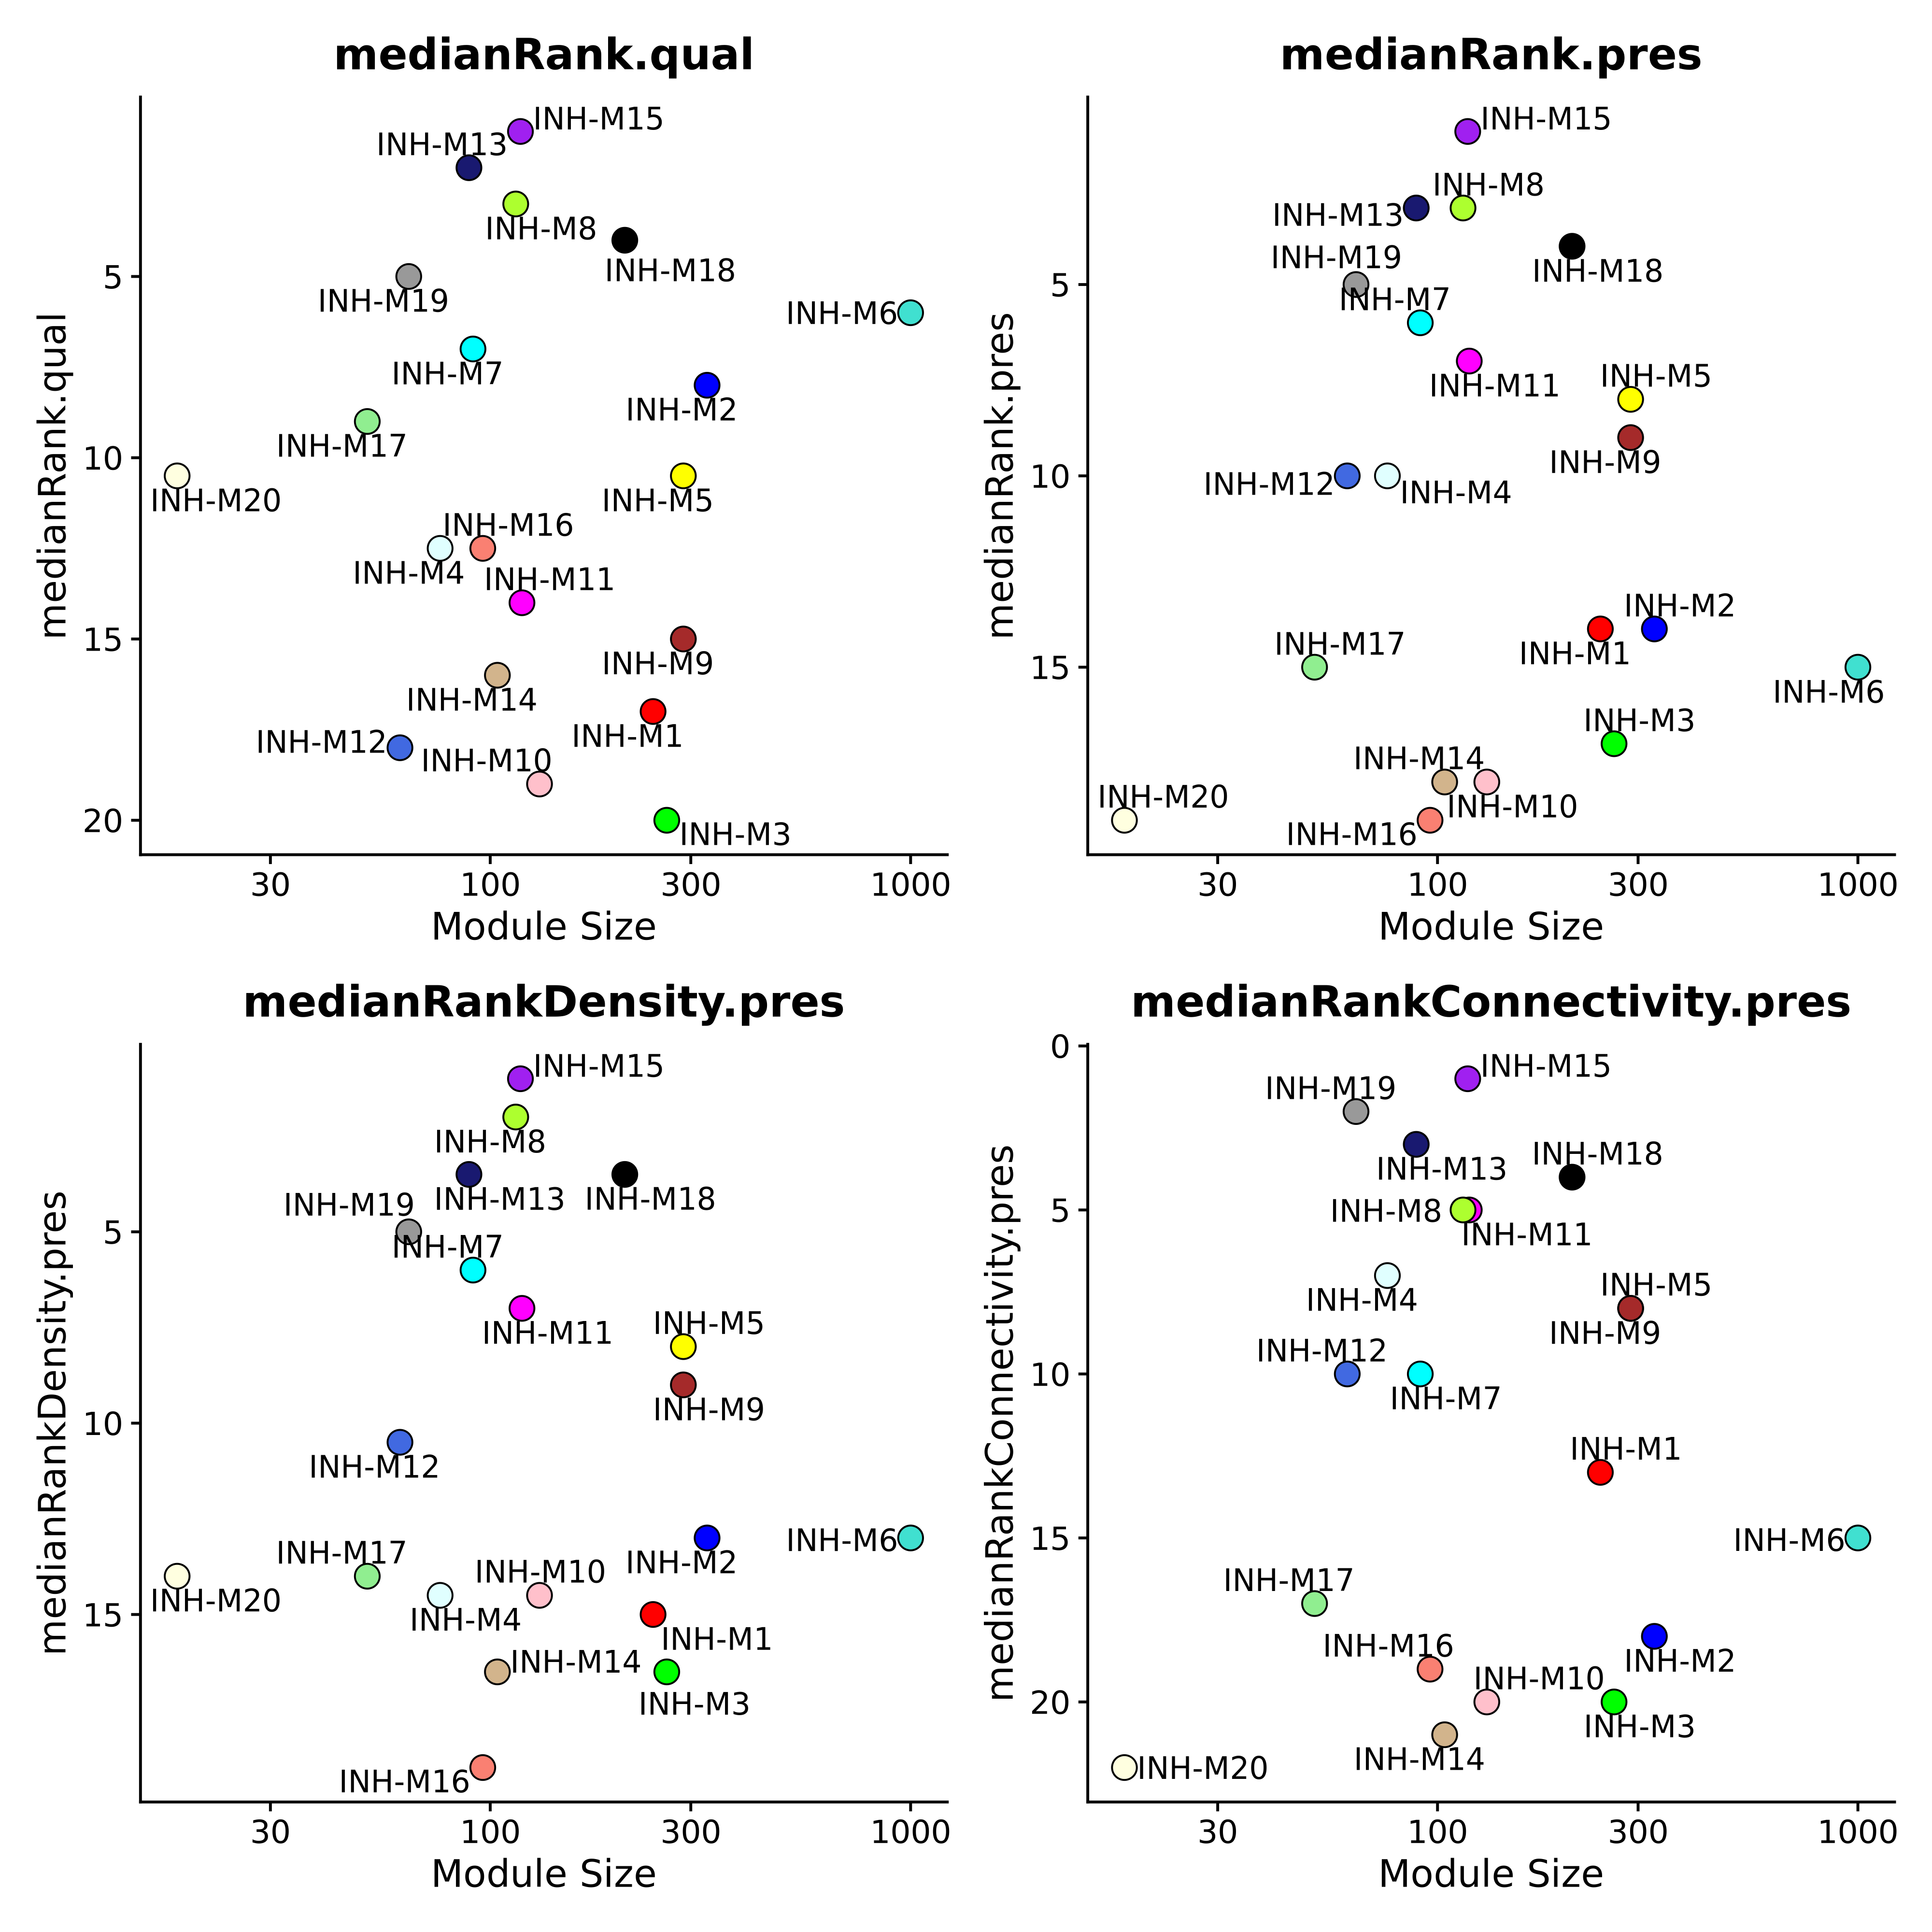 medianRank.qual
medianRank.qual
5
10
15
20
INH-M15
INH-M13
INH-M8
INH-M18
INH-M19
INH-M6
INH-M7
INH-M2
INH-M17
INH-M20
INH-M5
INH-M16
INH-M4
INH-M11
INH-M9
INH-M14
INH-M1
INH-M12
INH-M10
INH-M3
30
100
300
1000
Module Size
medianRank.pres
medianRank.pres
5
10
15
INH-M15
INH-M8
INH-M13
INH-M19
INH-M18
INH-M7
INH-M11
INH-M5
INH-M9
INH-M12
INH-M4
INH-M2
INH-M17
INH-M1
INH-M6
INH-M3
INH-M14
INH-M20
INH-M10
INH-M16
30
100
300
1000
Module Size
medianRankDensity.pres
medianRankDensity.pres
5
10
15
INH-M15
INH-M8
INH-M13
INH-M18
INH-M19
INH-M7
INH-M11
INH-M5
INH-M9
INH-M12
INH-M6
INH-M17
INH-M2
INH-M10
INH-M20
INH-M4
INH-M1
INH-M14
INH-M3
INH-M16
30
100
300
1000
Module Size
medianRankConnectivity.pres
medianRankConnectivity.pres
0
5
10
15
20
INH-M15
INH-M19
INH-M18
INH-M13
INH-M8
INH-M11
INH-M5
INH-M4
INH-M9
INH-M12
INH-M7
INH-M1
INH-M6
INH-M17
INH-M16
INH-M2
INH-M10
INH-M3
INH-M14
INH-M20
30
100
300
1000
Module Size